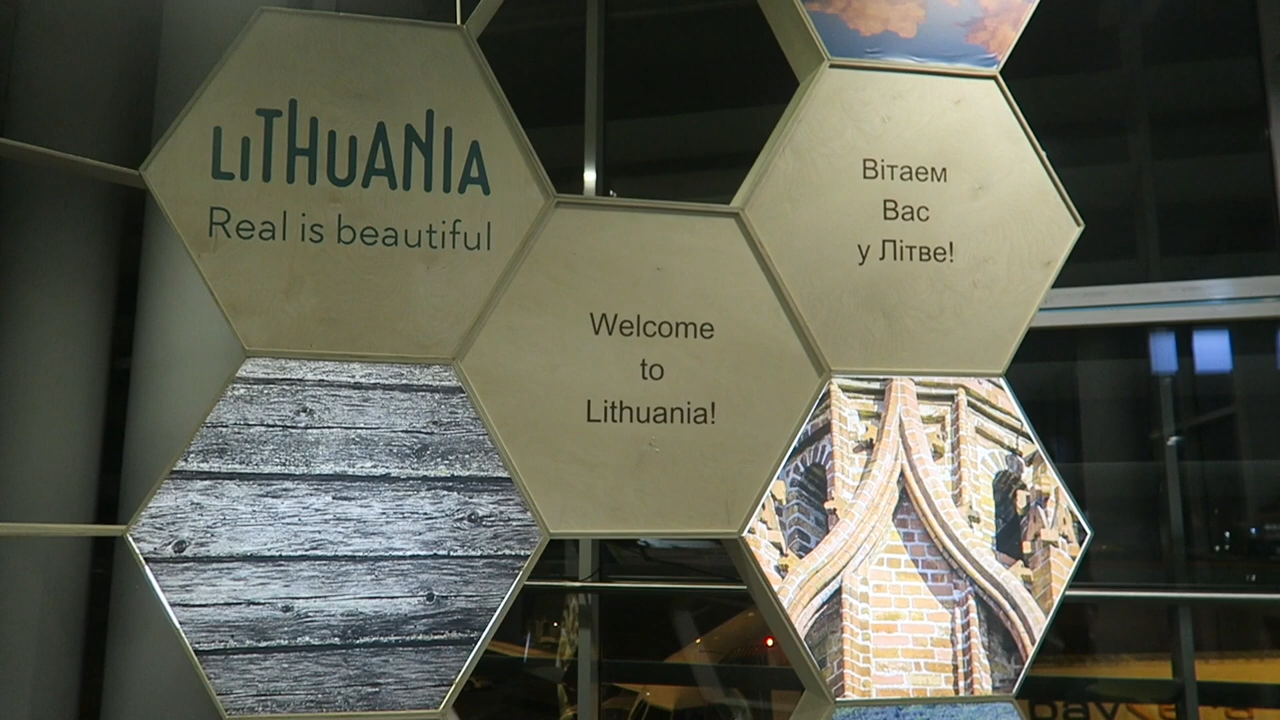 LiTHUANIA
Real is beautiful
Welcome
to
Lithuania!
Вітаем
Вас
у Літве!